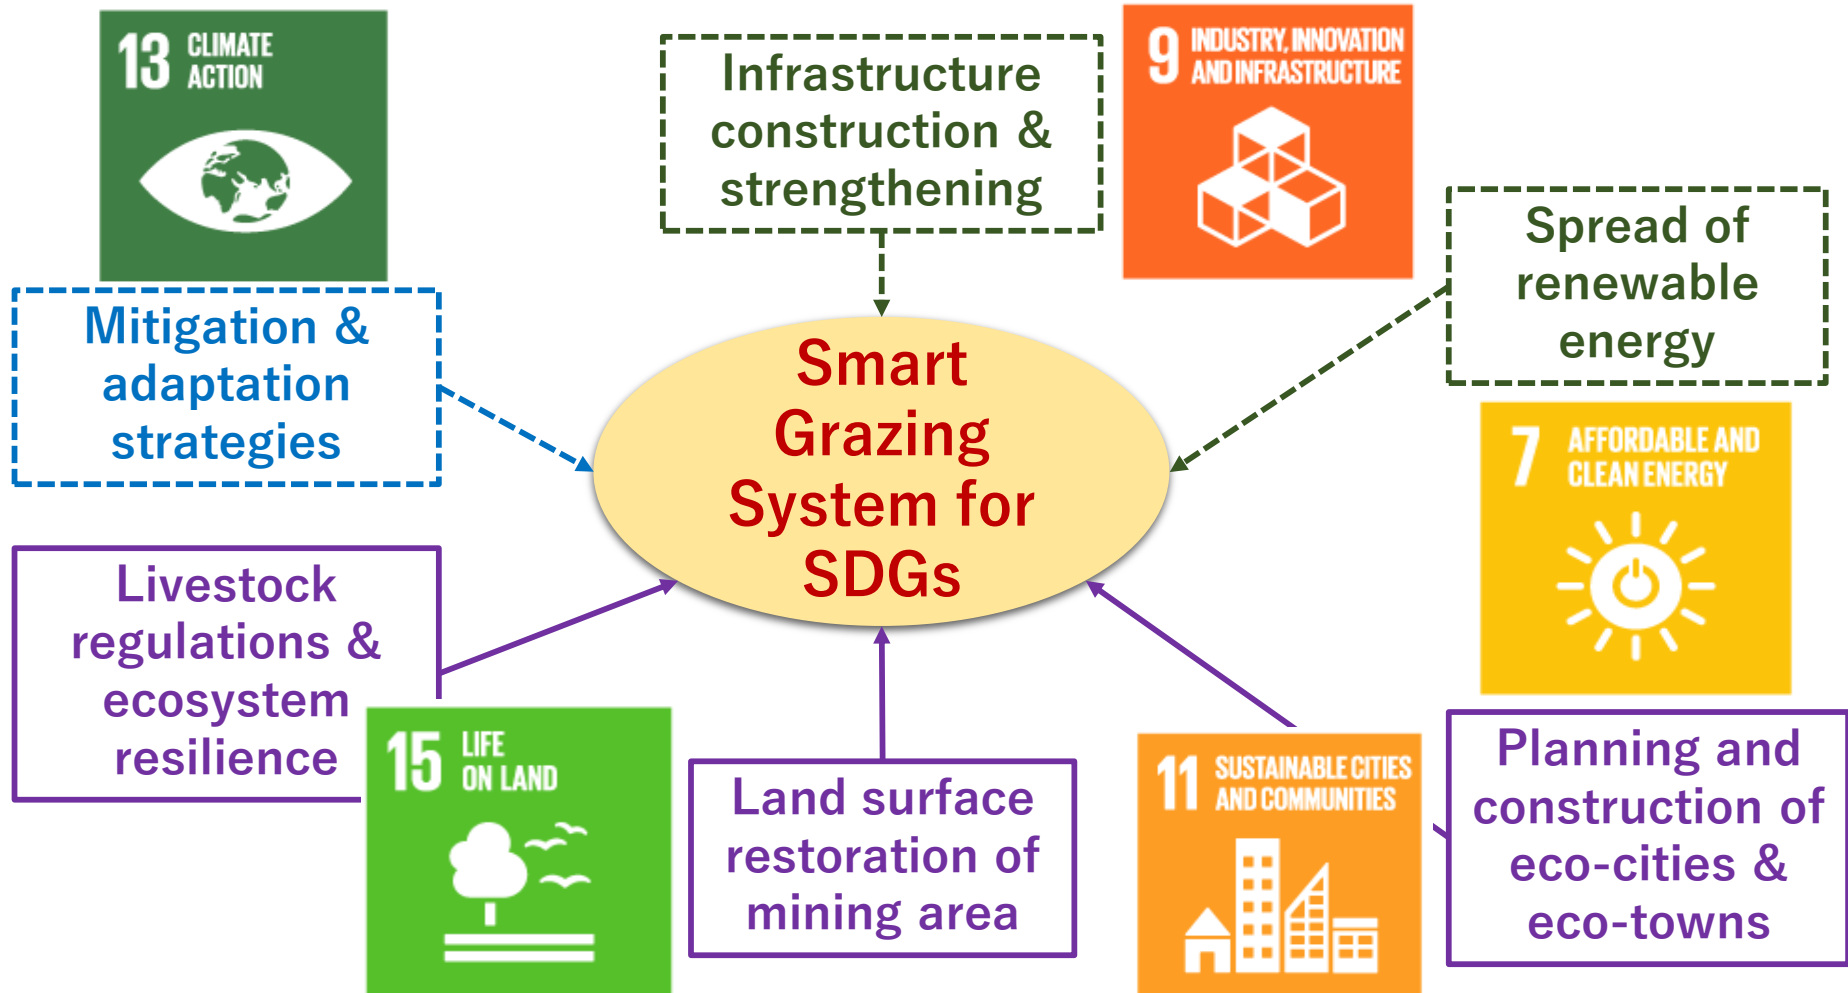 13 CLIMATE
ACTION
Infrastructure
construction &
strengthening
9 INDUSTRY, INNOVATION
AND INFRASTRUCTURE
Spread of
renewable
energy
Mitigation &
adaptation
strategies
Smart
Grazing
System for
SDGs
7 AFFORDABLE AND
CLEAN ENERGY
Livestock
regulations &
ecosystem
resilience
15 LIFE
ON LAND
Land surface
restoration of
mining area
11 SUSTAINABLE CITIES
AND COMMUNITIES
Planning and
construction of
eco-cities &
eco-towns